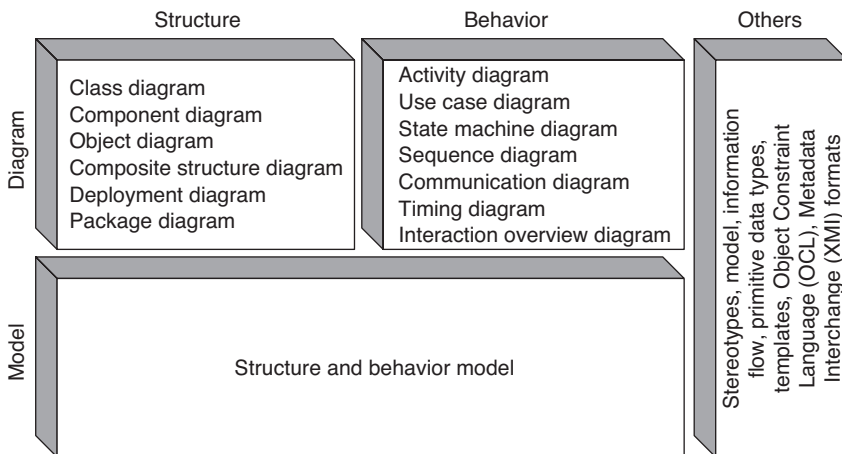 Structure
Behavior
Others
Diagram
Class diagram
Component diagram
Object diagram
Composite structure diagram
Deployment diagram
Package diagram
Activity diagram
Use case diagram
State machine diagram
Sequence diagram
Communication diagram
Timing diagram
Interaction overview diagram
Model
Structure and behavior model
Stereotypes, model, information
flow, primitive data types,
templates, Object Constraint
Language (OCL), Metadata
Interchange (XMI) formats